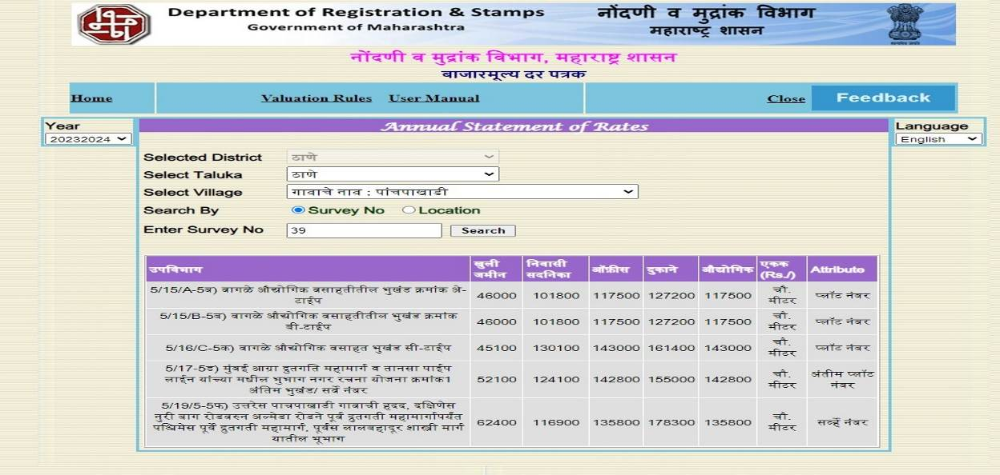 Department of Registration & Stamps
Government of Maharashtra
नोंदणी व मुद्रांक विभाग
महाराष्ट्र शासन
नोंदणी व मुद्रांक विभाग, महाराष्ट्र शासन
बाजारमूल्य दर पत्रक
Home Valuation Rules User Manual Close Feedback
Year Annual Statement of Rates Language
20232024 English
Selected District ठाणे
Select Taluka ठाणे
Select Village गावाचे नाव : पांचपाखाडी
Search By Survey No Location
Enter Survey No 39 Search
उपविभाग खुली जमीन निवासी सदनिका ऑफ़ीस दुकाने औद्योगिक एकक (Rs./) Attribute
5/15/A-5ब) वागळे औद्योगिक वसाहतीतील भुखंड क्रमांक अे-
टाईप 46000 101800 117500 127200 117500 चौ. मीटर प्लॉट नंबर
5/15/B-5ब) वागळे औद्योगिक वसाहतीतील भुखंड क्रमांक
बी-टाईप 46000 101800 117500 127200 117500 चौ. मीटर प्लॉट नंबर
5/16/C-5क) वागळे औद्योगिक वसाहत भुखंड सी-टाईप 45100 130100 143000 161400 143000 चौ. मीटर प्लॉट नंबर
5/17-5ड) मुंबई आग्रा द्रुतगति महामार्ग व तानसा पाईप
लाईन यांच्या मधील भुभाग नगर रचना योजना क्रमांक1
अंतिम भुखंड/ सर्वे नंबर 52100 124100 142800 155000 142800 चौ. मीटर अंतीम प्लॉट नंबर
5/19/5-5फ) उत्तरेस पाचपाखाडी गावाची हद्द, दक्षिणेस
नुरी बाग रोडवरुन अल्मेडा रोडने पूर्व द्रुतगती महामार्गापर्यंत
पश्चिमेस पूर्व द्रुतगती महामार्ग, पूर्वेस लालबहादूर शास्त्री मार्ग
यातील भूभाग 62400 116900 135800 178300 135800 चौ. मीटर सर्व्हे नंबर